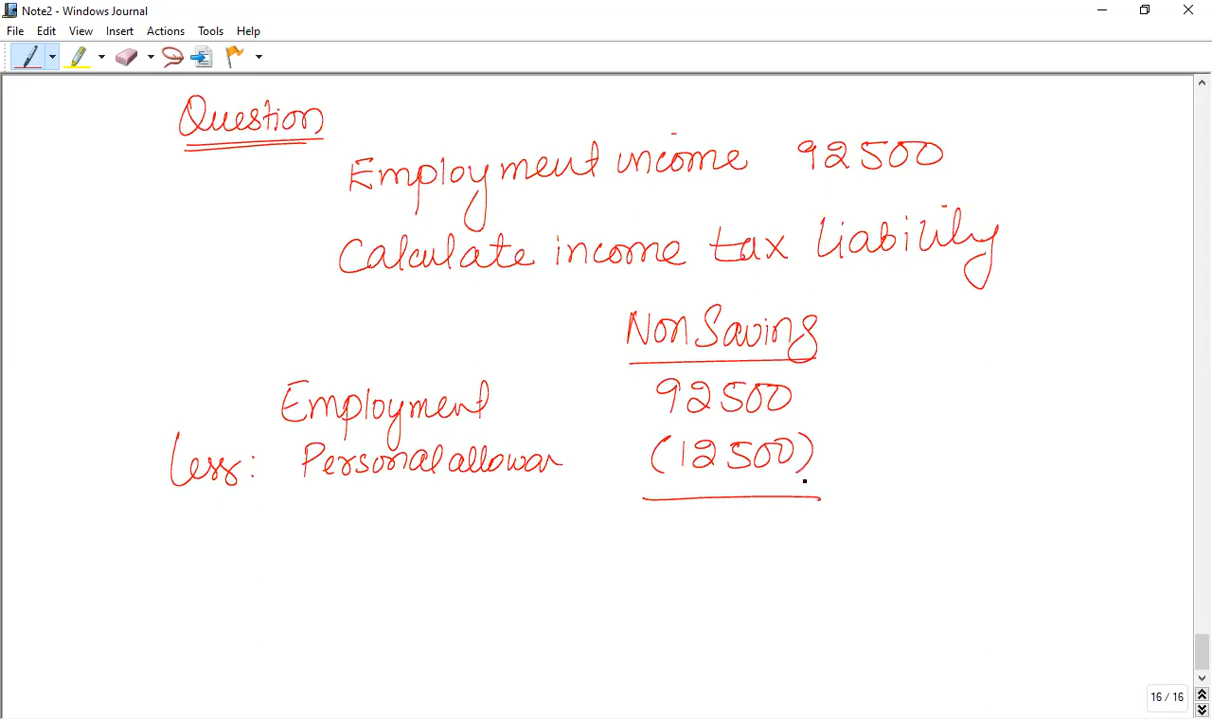 Note2 - Windows Journal
File Edit View Insert Actions Tools Help
Question
Employment income 92500
Calculate income tax liability
Non Saving
Employment 92500
Less: Personal allowan (12500)
16 / 16